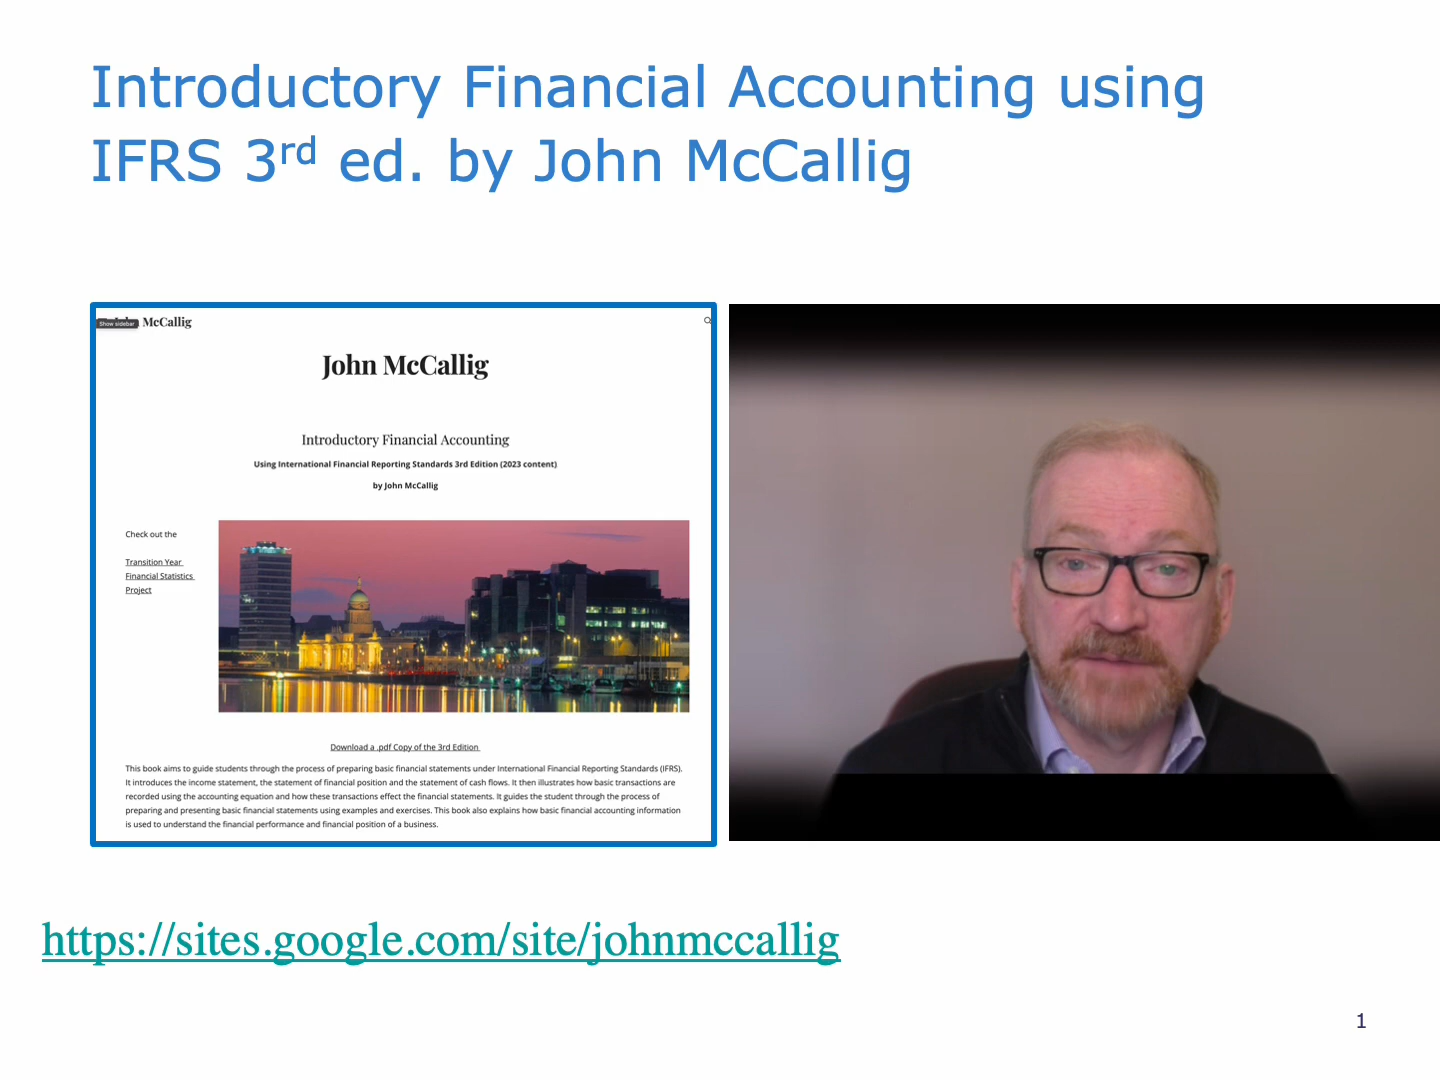 Introductory Financial Accounting using
IFRS 3rd ed. by John McCallig
Show sidebar
McCallig
John McCallig
Introductory Financial Accounting
Using International Financial Reporting Standards 3rd Edition (2023 content)
by John McCallig
Check out the
Transition Year
Financial Statistics
Project
Download a .pdf Copy of the 3rd Edition
This book aims to guide students through the process of preparing basic financial statements under International Financial Reporting Standards (IFRS).
It introduces the income statement, the statement of financial position and the statement of cash flows. It then illustrates how basic transactions are
recorded using the accounting equation and how these transactions effect the financial statements. It guides the student through the process of
preparing and presenting basic financial statements using examples and exercises. This book also explains how basic financial accounting information
is used to understand the financial performance and financial position of a business.
https://sites.google.com/site/johnmccallig
1